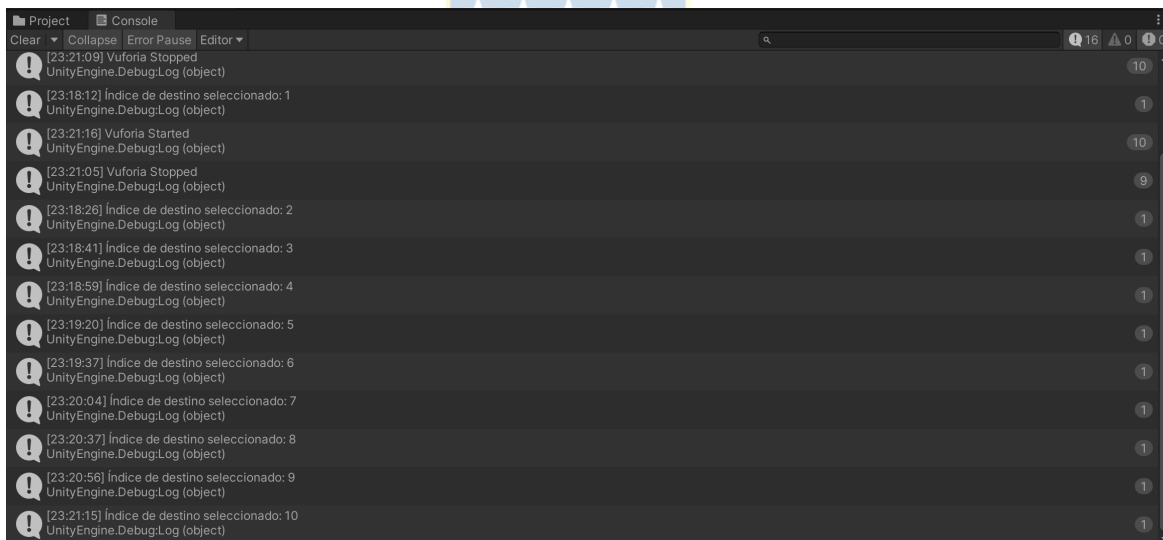 Project
Console
Clear
Collapse
Error Pause
Editor
16
0
[23:21:09] Vuforia Stopped
UnityEngine.Debug:Log (object)
10
[23:18:12] Índice de destino seleccionado: 1
UnityEngine.Debug:Log (object)
1
[23:21:16] Vuforia Started
UnityEngine.Debug:Log (object)
10
[23:21:05] Vuforia Stopped
UnityEngine.Debug:Log (object)
9
[23:18:26] Índice de destino seleccionado: 2
UnityEngine.Debug:Log (object)
1
[23:18:41] Índice de destino seleccionado: 3
UnityEngine.Debug:Log (object)
1
[23:18:59] Índice de destino seleccionado: 4
UnityEngine.Debug:Log (object)
1
[23:19:20] Índice de destino seleccionado: 5
UnityEngine.Debug:Log (object)
1
[23:19:37] Índice de destino seleccionado: 6
UnityEngine.Debug:Log (object)
1
[23:20:04] Índice de destino seleccionado: 7
UnityEngine.Debug:Log (object)
1
[23:20:37] Índice de destino seleccionado: 8
UnityEngine.Debug:Log (object)
1
[23:20:56] Índice de destino seleccionado: 9
UnityEngine.Debug:Log (object)
1
[23:21:15] Índice de destino seleccionado: 10
UnityEngine.Debug:Log (object)
1